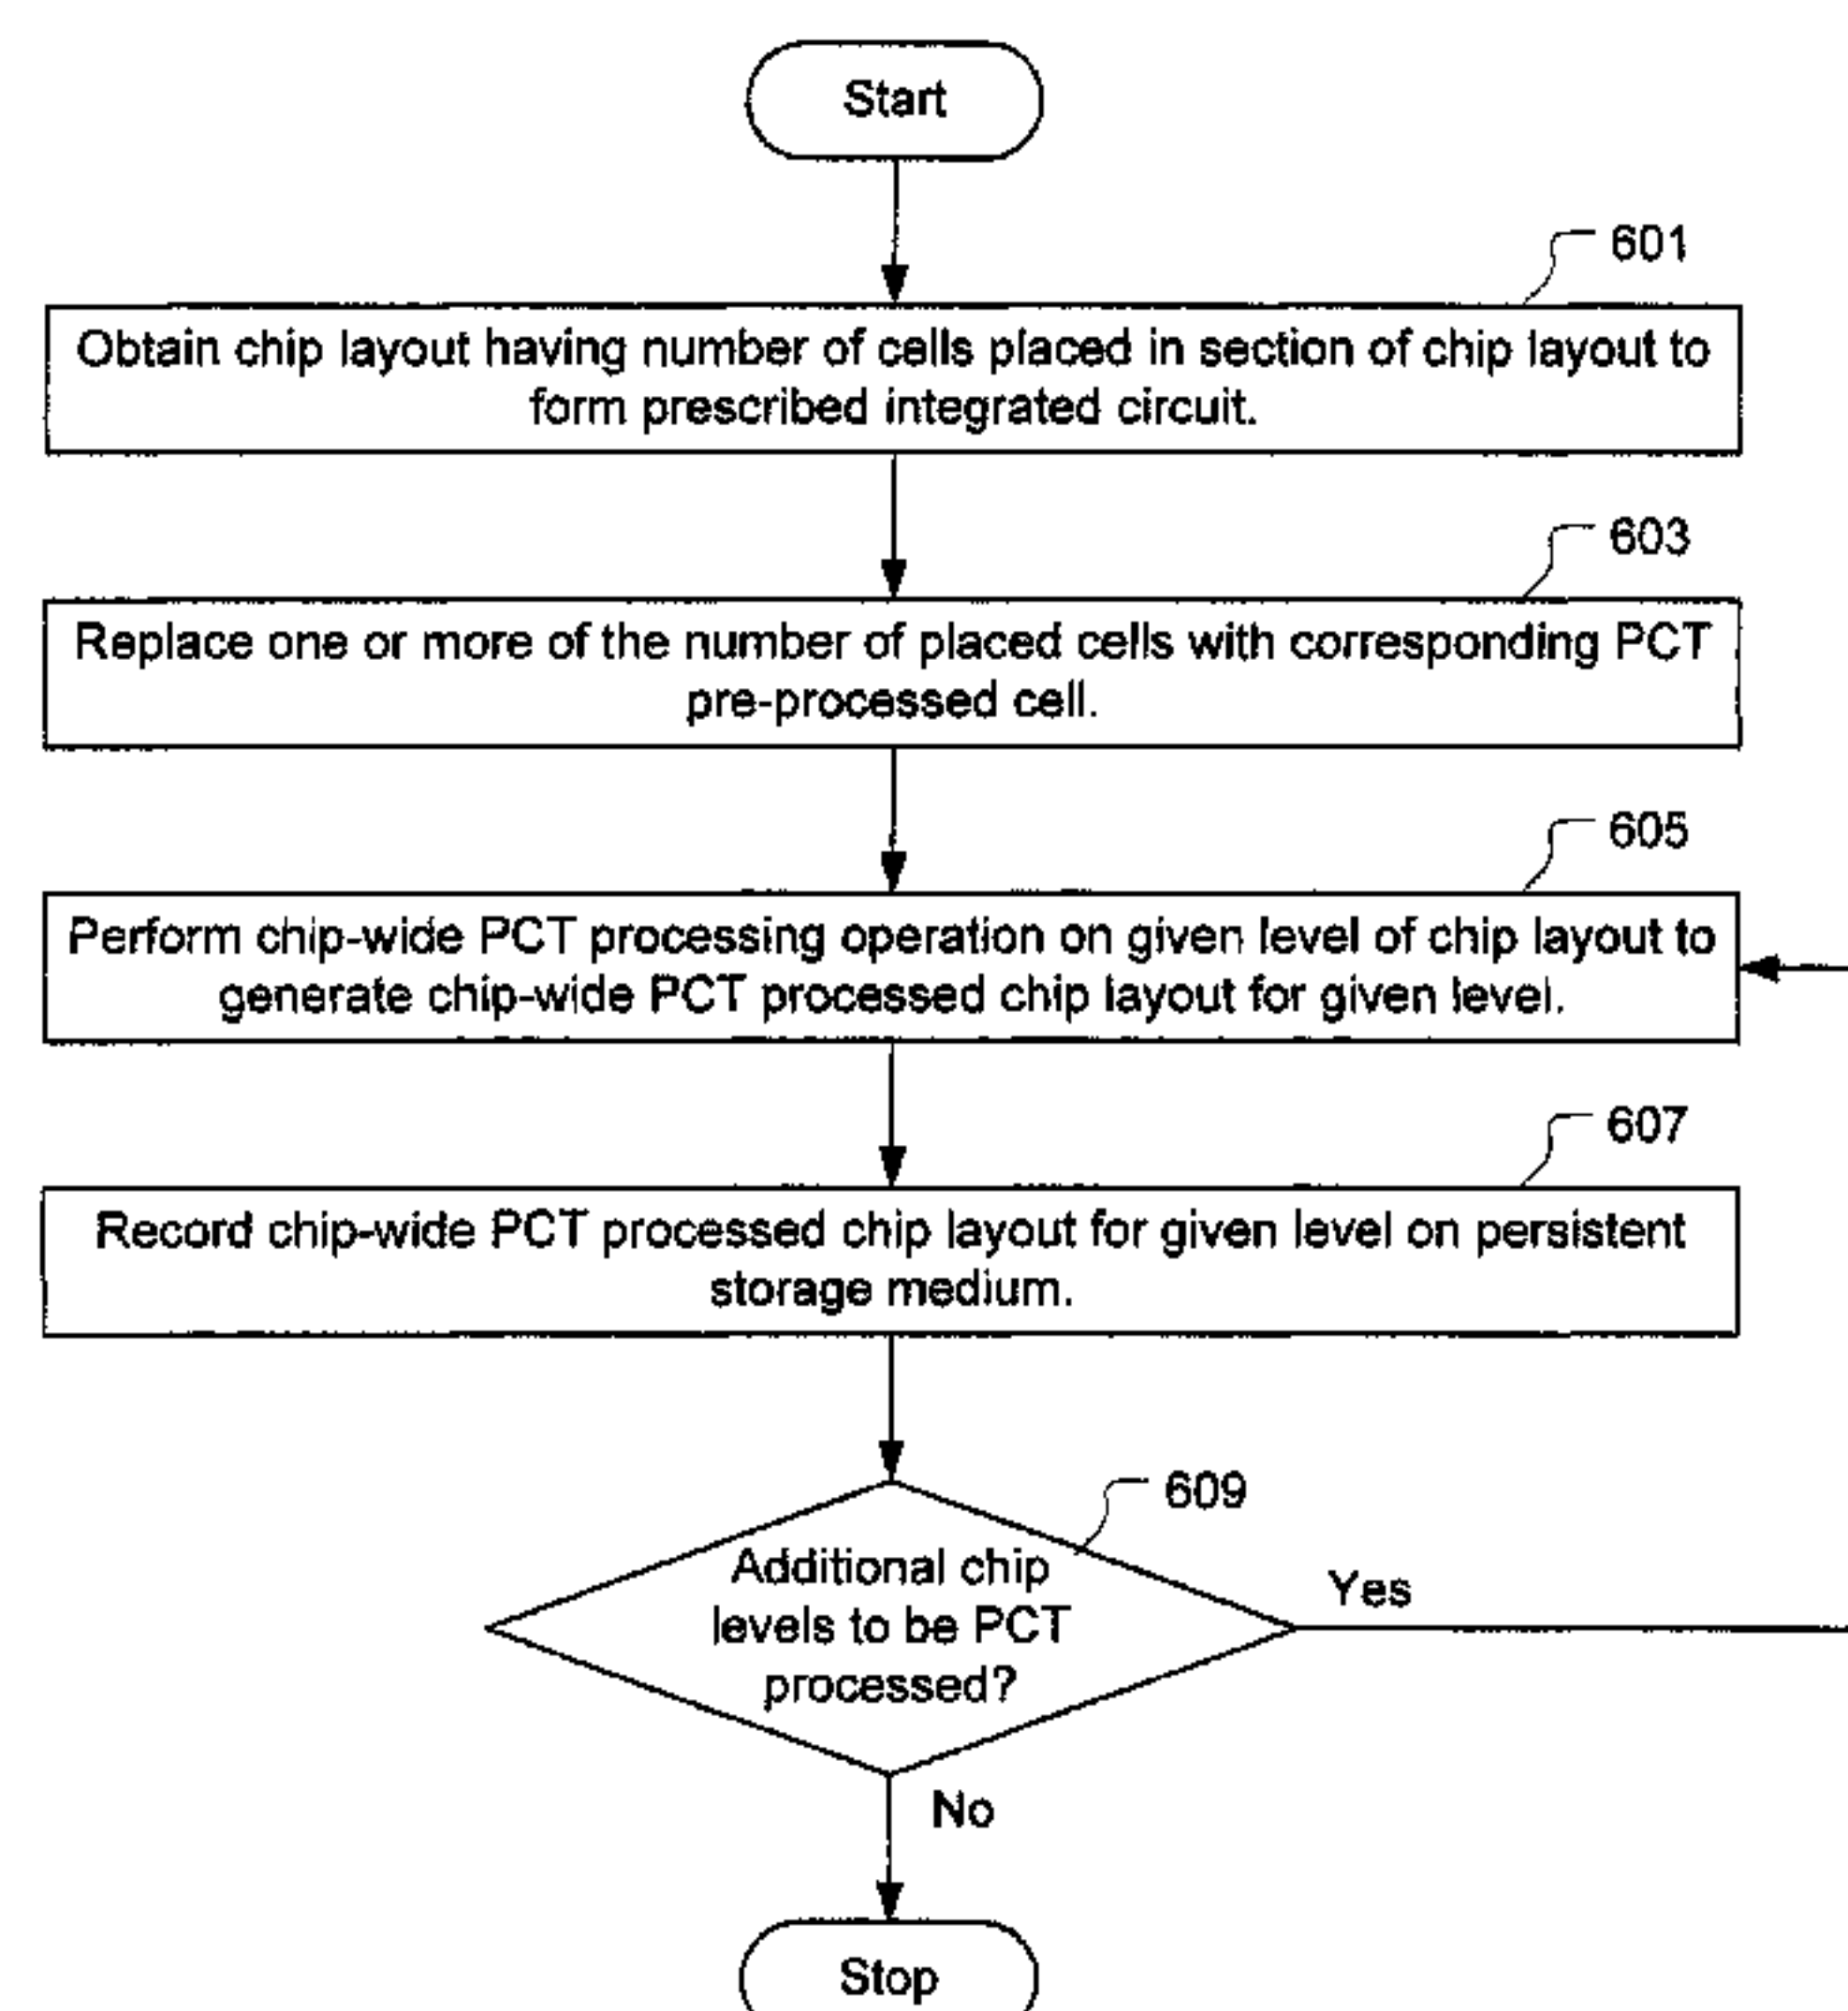 Start
601
Obtain chip layout having number of cells placed in section of chip layout to
form prescribed integrated circuit.
603
Replace one or more of the number of placed cells with corresponding PCT
pre-processed cell.
605
Perform chip-wide PCT processing operation on given level of chip layout to
generate chip-wide PCT processed chip layout for given level.
607
Record chip-wide PCT processed chip layout for given level on persistent
storage medium.
609
Additional chip
levels to be PCT
processed?
Yes
No
Stop